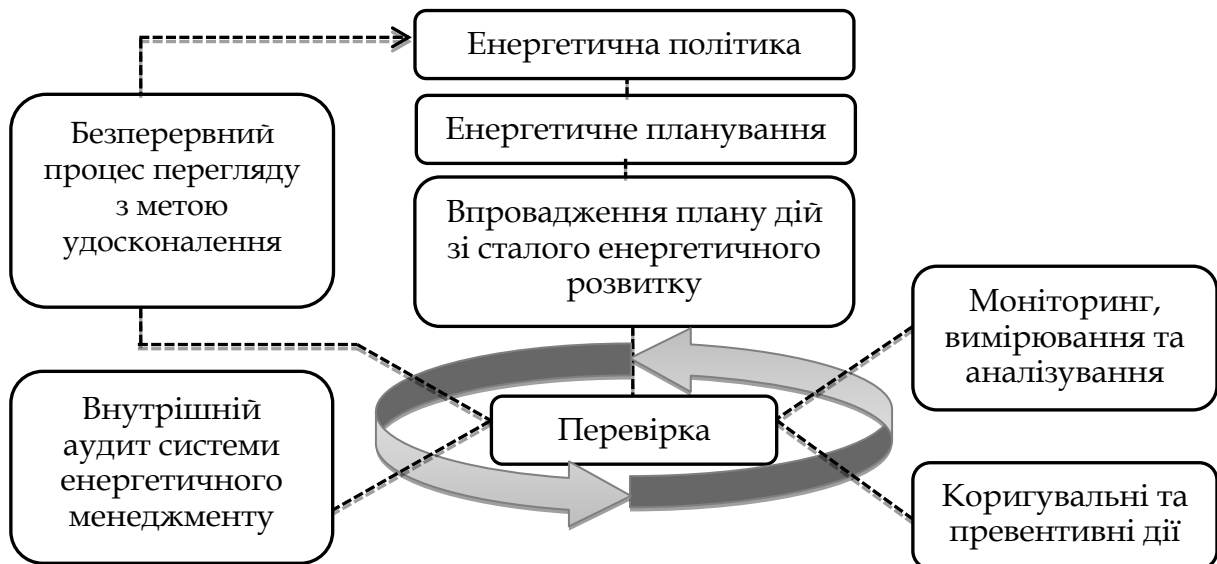 Енергетична політика
Енергетичне планування
Безперервний
процес перегляду
з метою
удосконалення
Впровадження плану дій
зі сталого енергетичного
розвитку
Моніторинг,
вимірювання та
аналізування
Внутрішній
аудит системи
енергетичного
менеджменту
Перевірка
Коригувальні та
превентивні дії